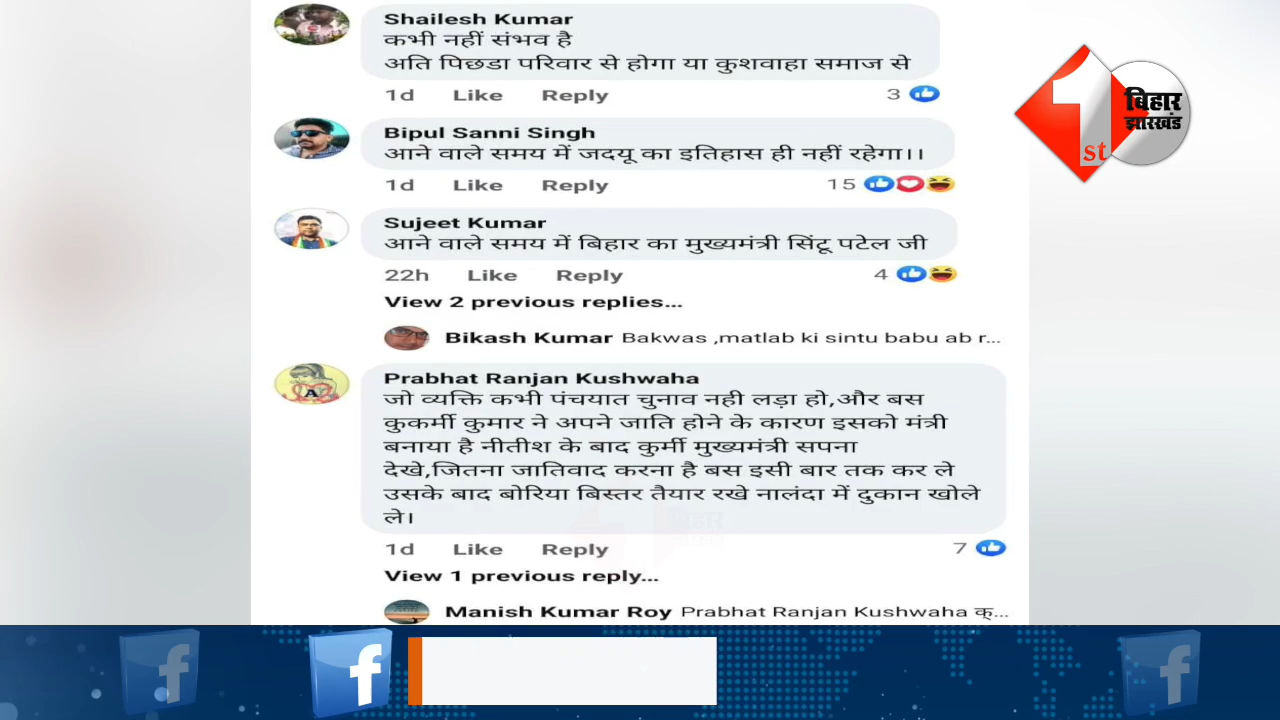 Shailesh Kumar
कभी नहीं संभव है
अति पिछडा परिवार से होगा या कुशवाहा समाज से
1d Like Reply 3
1st बिहार
झारखंड
Bipul Sanni Singh
आने वाले समय में जदयू का इतिहास ही नहीं रहेगा।।
1d Like Reply 15
Sujeet Kumar
आने वाले समय में बिहार का मुख्यमंत्री सिंटू पटेल जी
22h Like Reply 4
View 2 previous replies...
Bikash Kumar Bakwas ,matlab ki sintu babu ab r...
Prabhat Ranjan Kushwaha
जो व्यक्ति कभी पंचयात चुनाव नही लड़ा हो,और बस
कुकर्मी कुमार ने अपने जाति होने के कारण इसको मंत्री
बनाया है नीतीश के बाद कुर्मी मुख्यमंत्री सपना
देखे,जितना जातिवाद करना है बस इसी बार तक कर ले
उसके बाद बोरिया बिस्तर तैयार रखे नालंदा में दुकान खोले
ले।
1d Like Reply 7
View 1 previous reply...
Manish Kumar Roy Prabhat Ranjan Kushwaha क्...